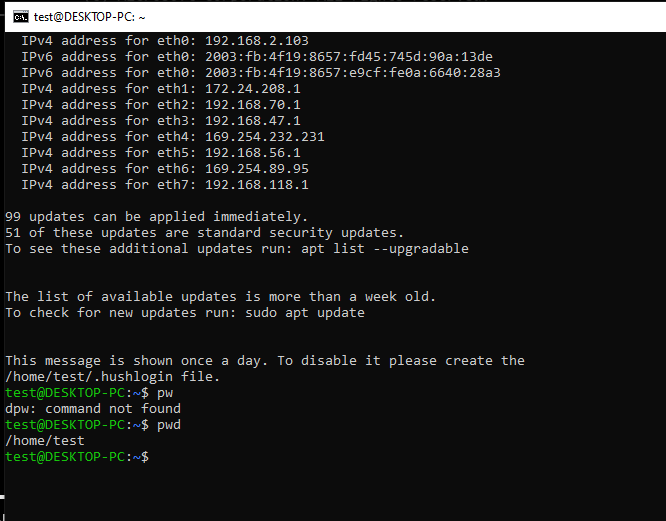 test@DESKTOP-PC: ~
IPv4 address for eth0: 192.168.2.103
IPv6 address for eth0: 2003:fb:4f19:8657:fd45:745d:90a:13de
IPv6 address for eth0: 2003:fb:4f19:8657:e9cf:fe0a:6640:28a3
IPv4 address for eth1: 172.24.208.1
IPv4 address for eth2: 192.168.70.1
IPv4 address for eth3: 192.168.47.1
IPv4 address for eth4: 169.254.232.231
IPv4 address for eth5: 192.168.56.1
IPv4 address for eth6: 169.254.89.95
IPv4 address for eth7: 192.168.118.1
99 updates can be applied immediately.
51 of these updates are standard security updates.
To see these additional updates run: apt list --upgradable
The list of available updates is more than a week old.
To check for new updates run: sudo apt update
This message is shown once a day. To disable it please create the
/home/test/.hushlogin file.
test@DESKTOP-PC:~$ pw
dpw: command not found
test@DESKTOP-PC:~$ pwd
/home/test
test@DESKTOP-PC:~$